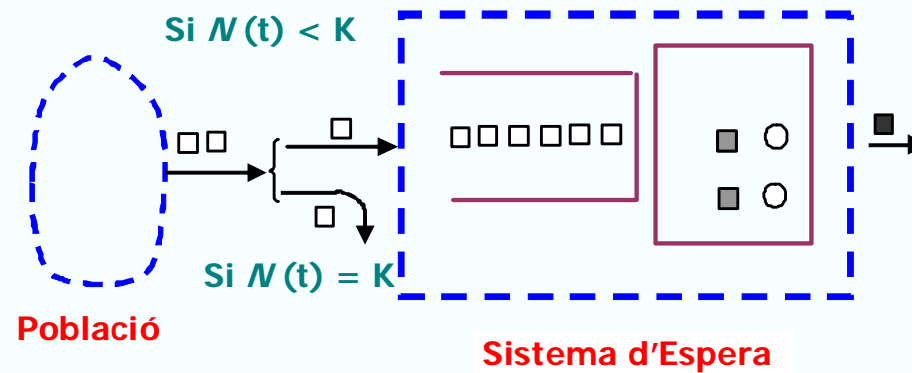 Si N (t) < K
Si N (t) = K
Població
Sistema d'Espera